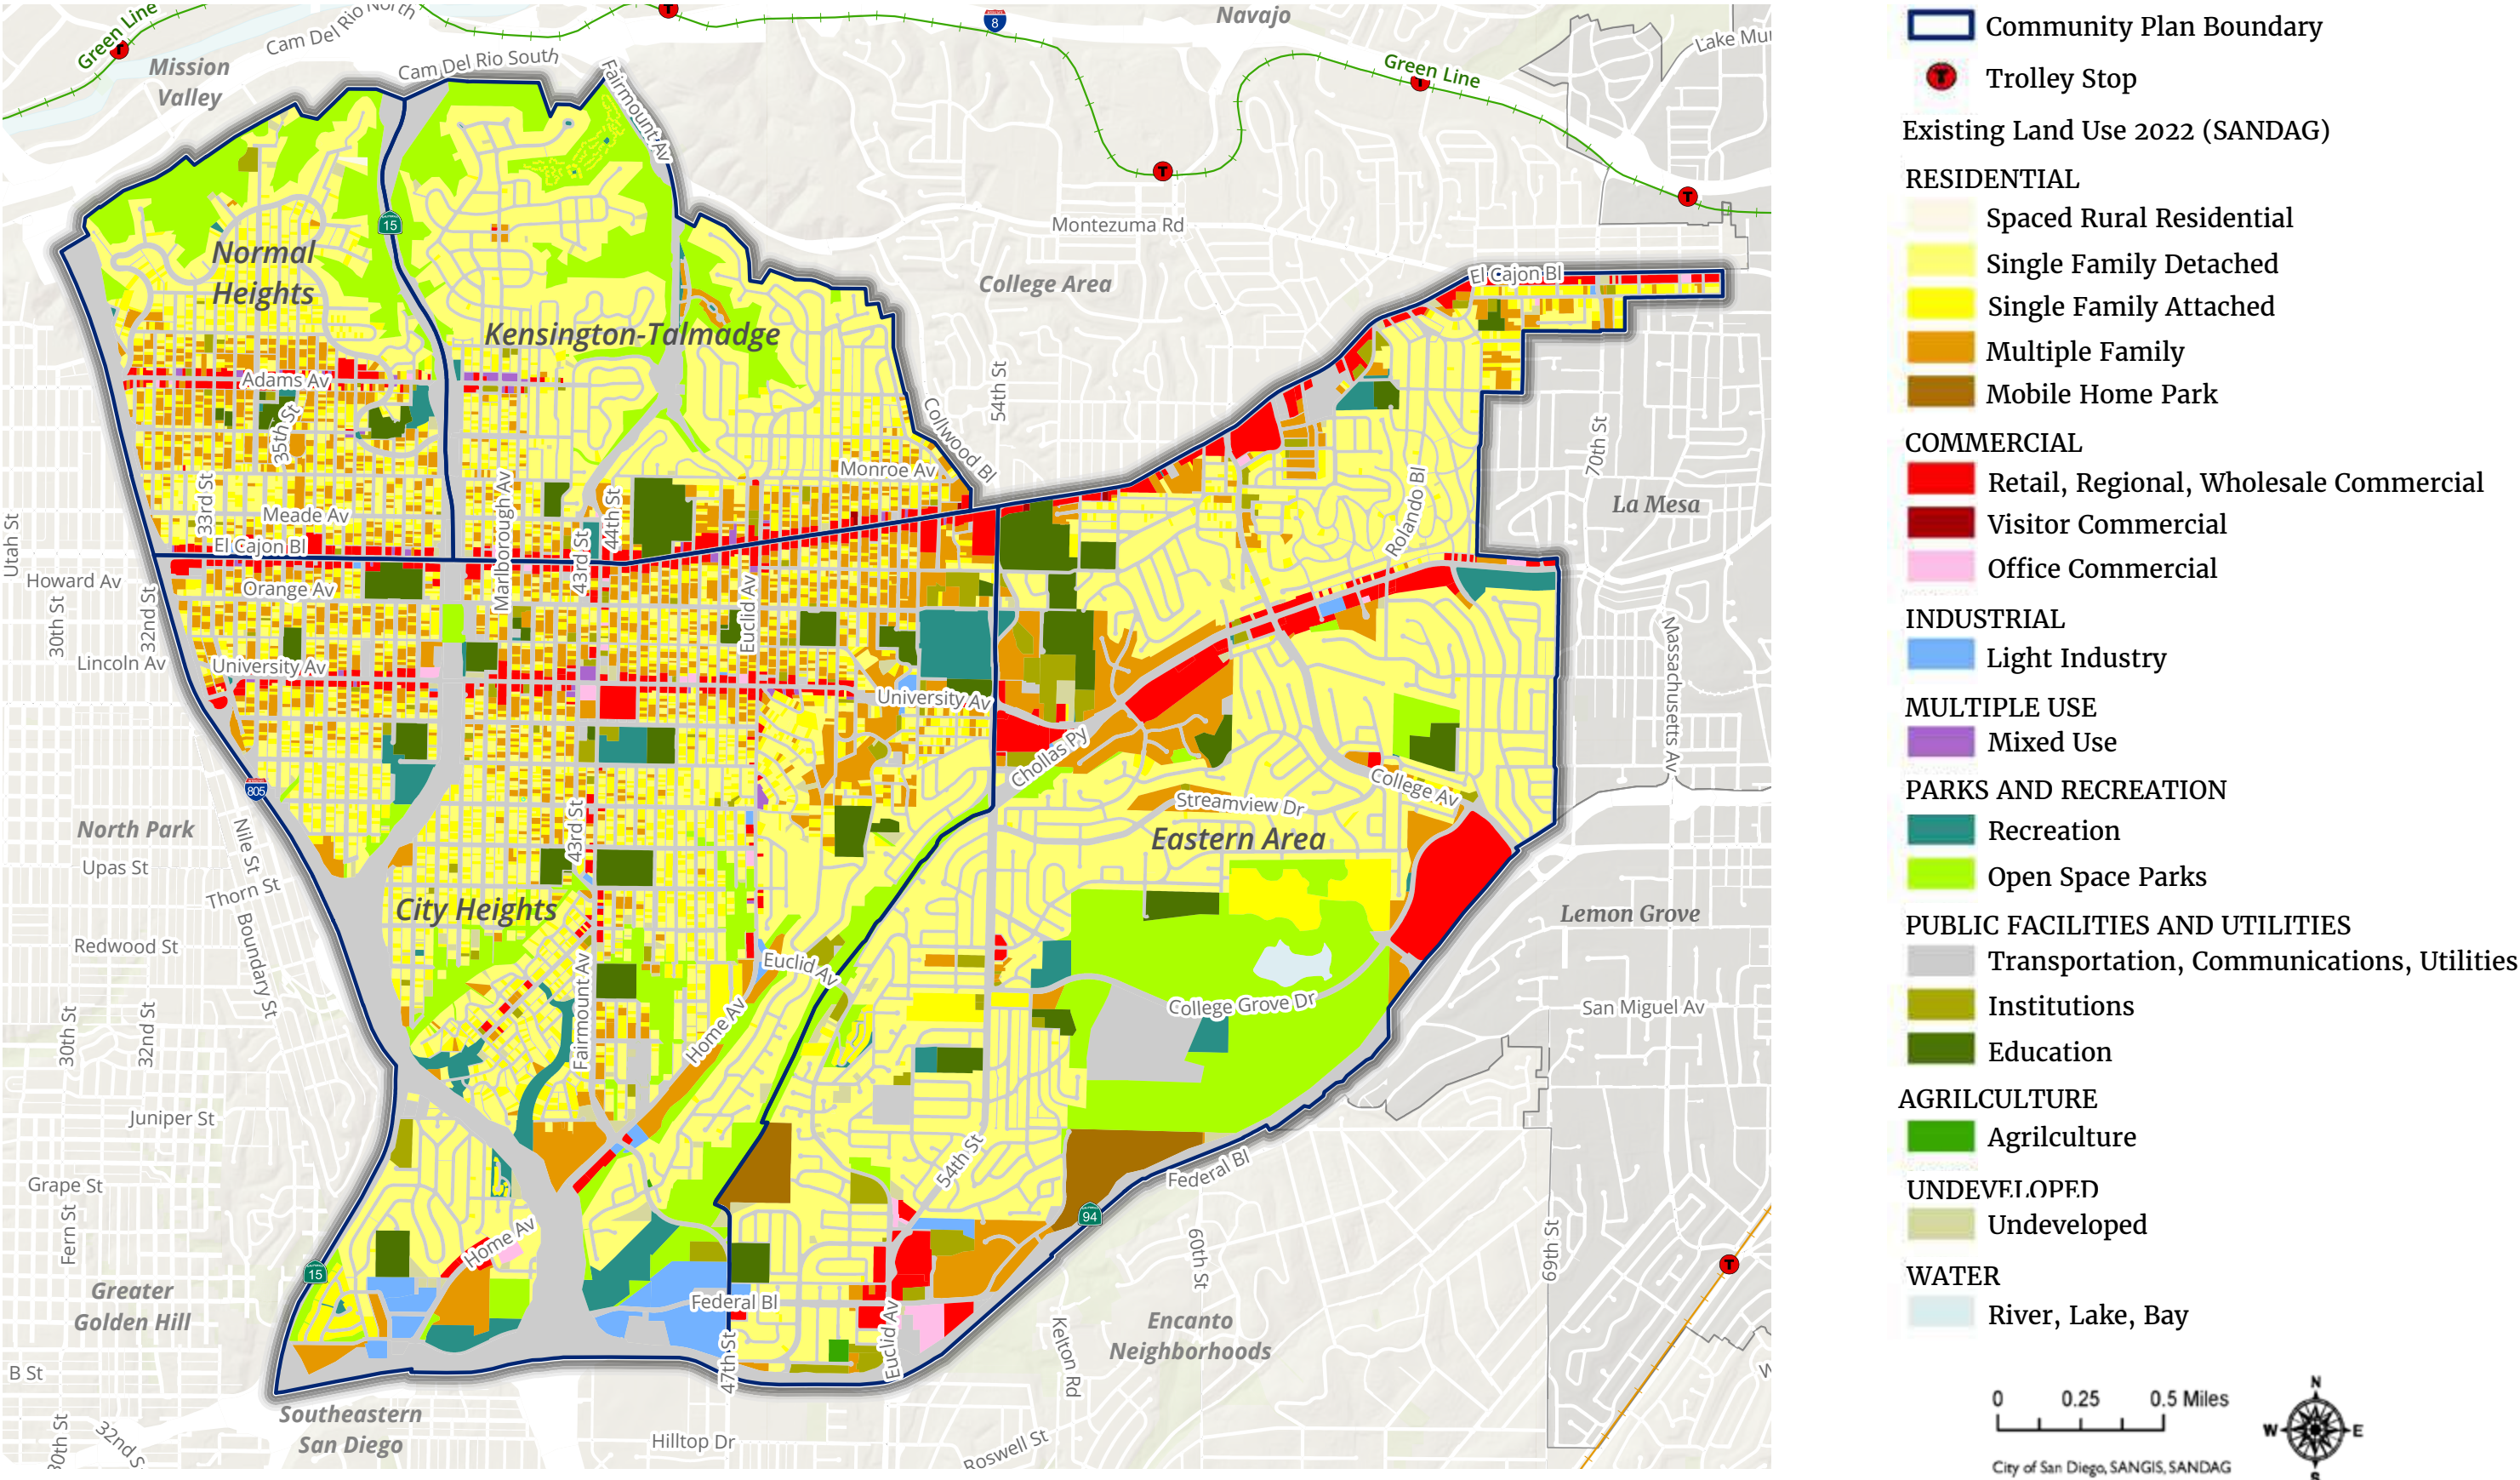 Green Line
Cam Del Rio North
Mission
Valley
Cam Del Rio South
Fairmount Av
8
Navajo
Green Line
Lake Mur
15
Montezuma Rd
College Area
Normal
Heights
Kensington-Talmadge
El Cajon Bl
Adams Av
35th St
54th St
Collwood Bl
Monroe Av
70th St
La Mesa
Rolando Bl
33rd St
Meade Av
Marlborough Av
44th St
43rd St
Utah St
El Cajon Bl
Howard Av
Orange Av
30th St
32nd St
Euclid Av
Lincoln Av
University Av
University Av
Massachusetts Av
Chollas Py
805
College Av
Streamview Dr
North Park
Nile St
43rd St
Eastern Area
Upas St
Thorn St
City Heights
Lemon Grove
Redwood St
Boundary St
Euclid Av
Fairmount Av
Home Av
College Grove Dr
San Miguel Av
30th St
32nd St
Juniper St
54th St
Federal Bl
Grape St
94
Fern St
Home Av
60th St
69th St
15
Greater
Golden Hill
Federal Bl
47th St
Euclid Av
Kelton Rd
Encanto
Neighborhoods
B St
Southeastern
San Diego
30th St
32nd S
Hilltop Dr
Roswell St
Community Plan Boundary
T
Trolley Stop
Existing Land Use 2022 (SANDAG)
RESIDENTIAL
Spaced Rural Residential
Single Family Detached
Single Family Attached
Multiple Family
Mobile Home Park
COMMERCIAL
Retail, Regional, Wholesale Commercial
Visitor Commercial
Office Commercial
INDUSTRIAL
Light Industry
MULTIPLE USE
Mixed Use
PARKS AND RECREATION
Recreation
Open Space Parks
PUBLIC FACILITIES AND UTILITIES
Transportation, Communications, Utilities
Institutions
Education
AGRILCULTURE
Agrilculture
UNDEVELOPED
Undeveloped
WATER
River, Lake, Bay
0 0.25 0.5 Miles
N
W E
S
City of San Diego, SANGIS, SANDAG